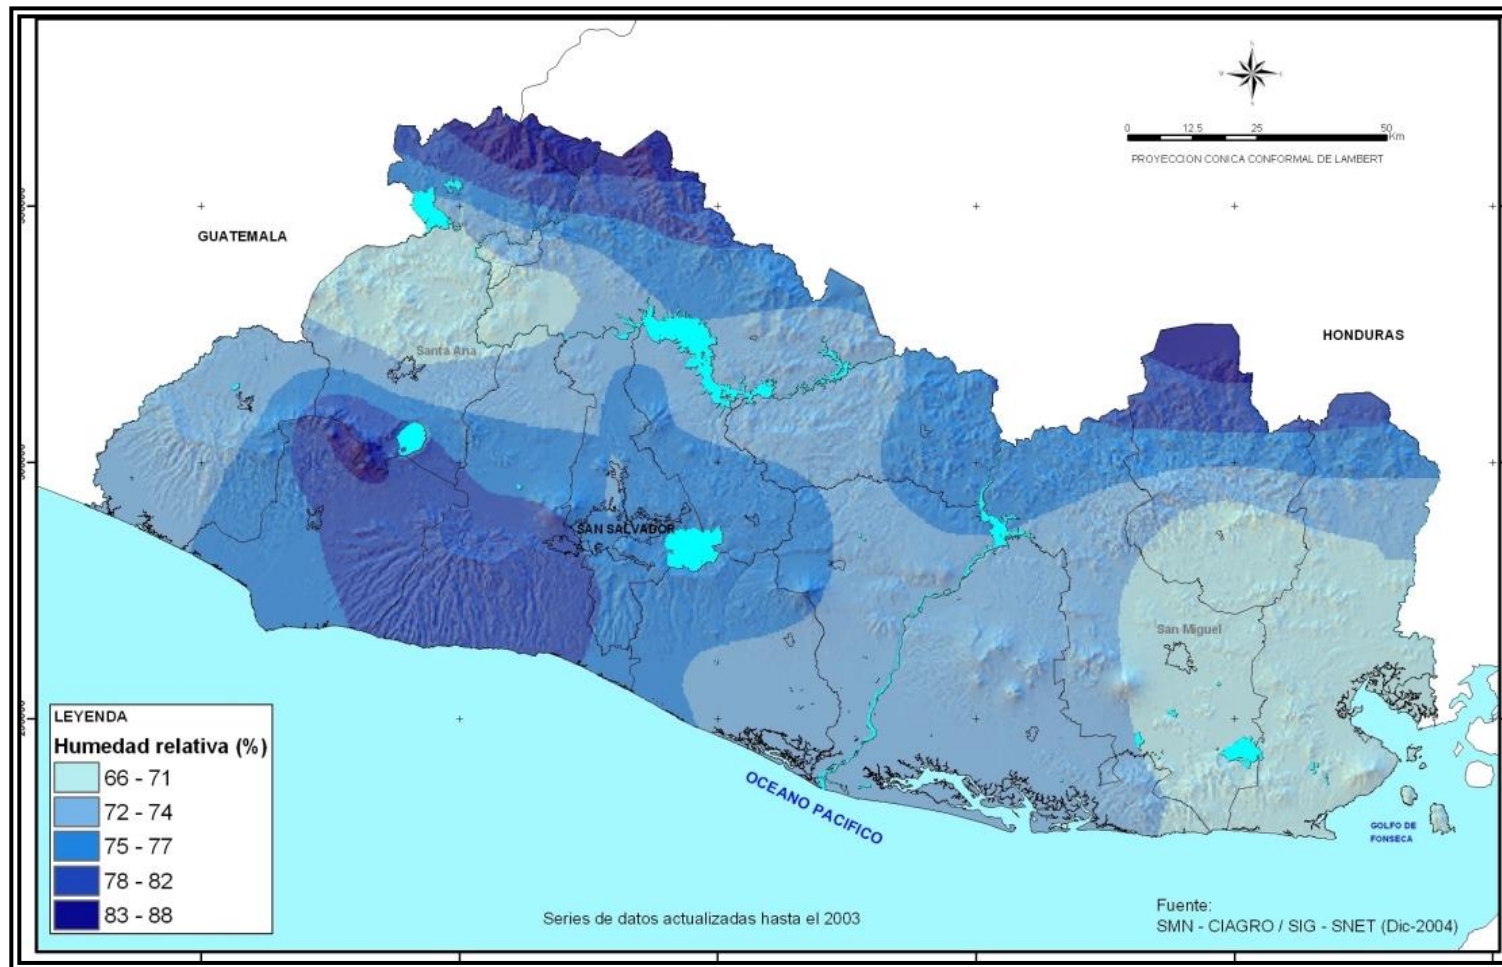 0 12.5 25 50
Km
PROYECCION CONICA CONFORMAL DE LAMBERT
GUATEMALA
HONDURAS
Santa Ana
SAN SALVADOR
San Miguel
LEYENDA
Humedad relativa (%)
66 - 71
72 - 74
75 - 77
78 - 82
83 - 88
OCEANO PACIFICO
GOLFO DE
FONSECA
Series de datos actualizadas hasta el 2003
Fuente:
SMN - CIAGRO / SIG - SNET (Dic-2004)